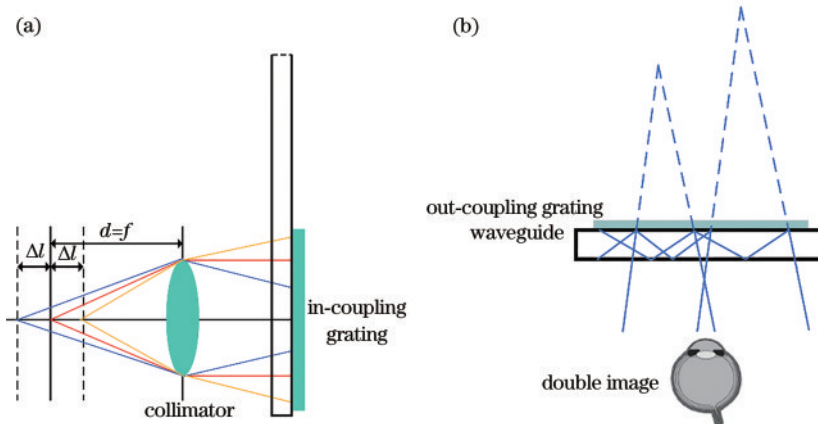 (a)
d=f
Δl
Δl
in-coupling
grating
collimator
(b)
out-coupling grating
waveguide
double image